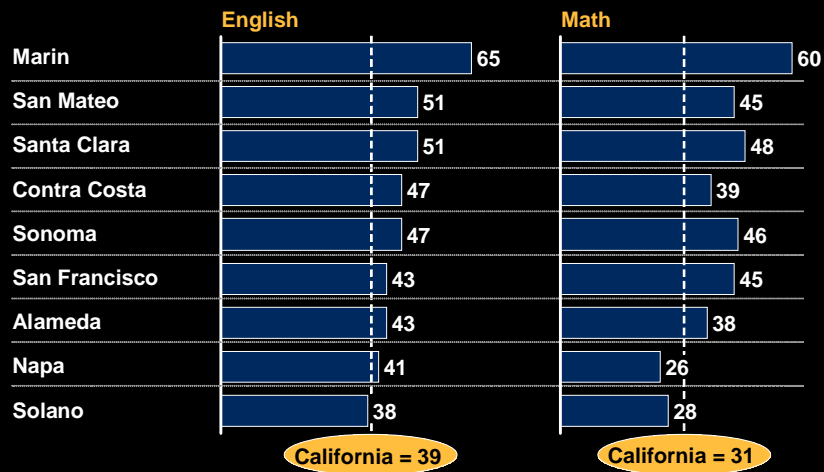 English Math
Marin 65 60
San Mateo 51 45
Santa Clara 51 48
Contra Costa 47 39
Sonoma 47 46
San Francisco 43 45
Alameda 43 38
Napa 41 26
Solano 38 28
California = 39 California = 31